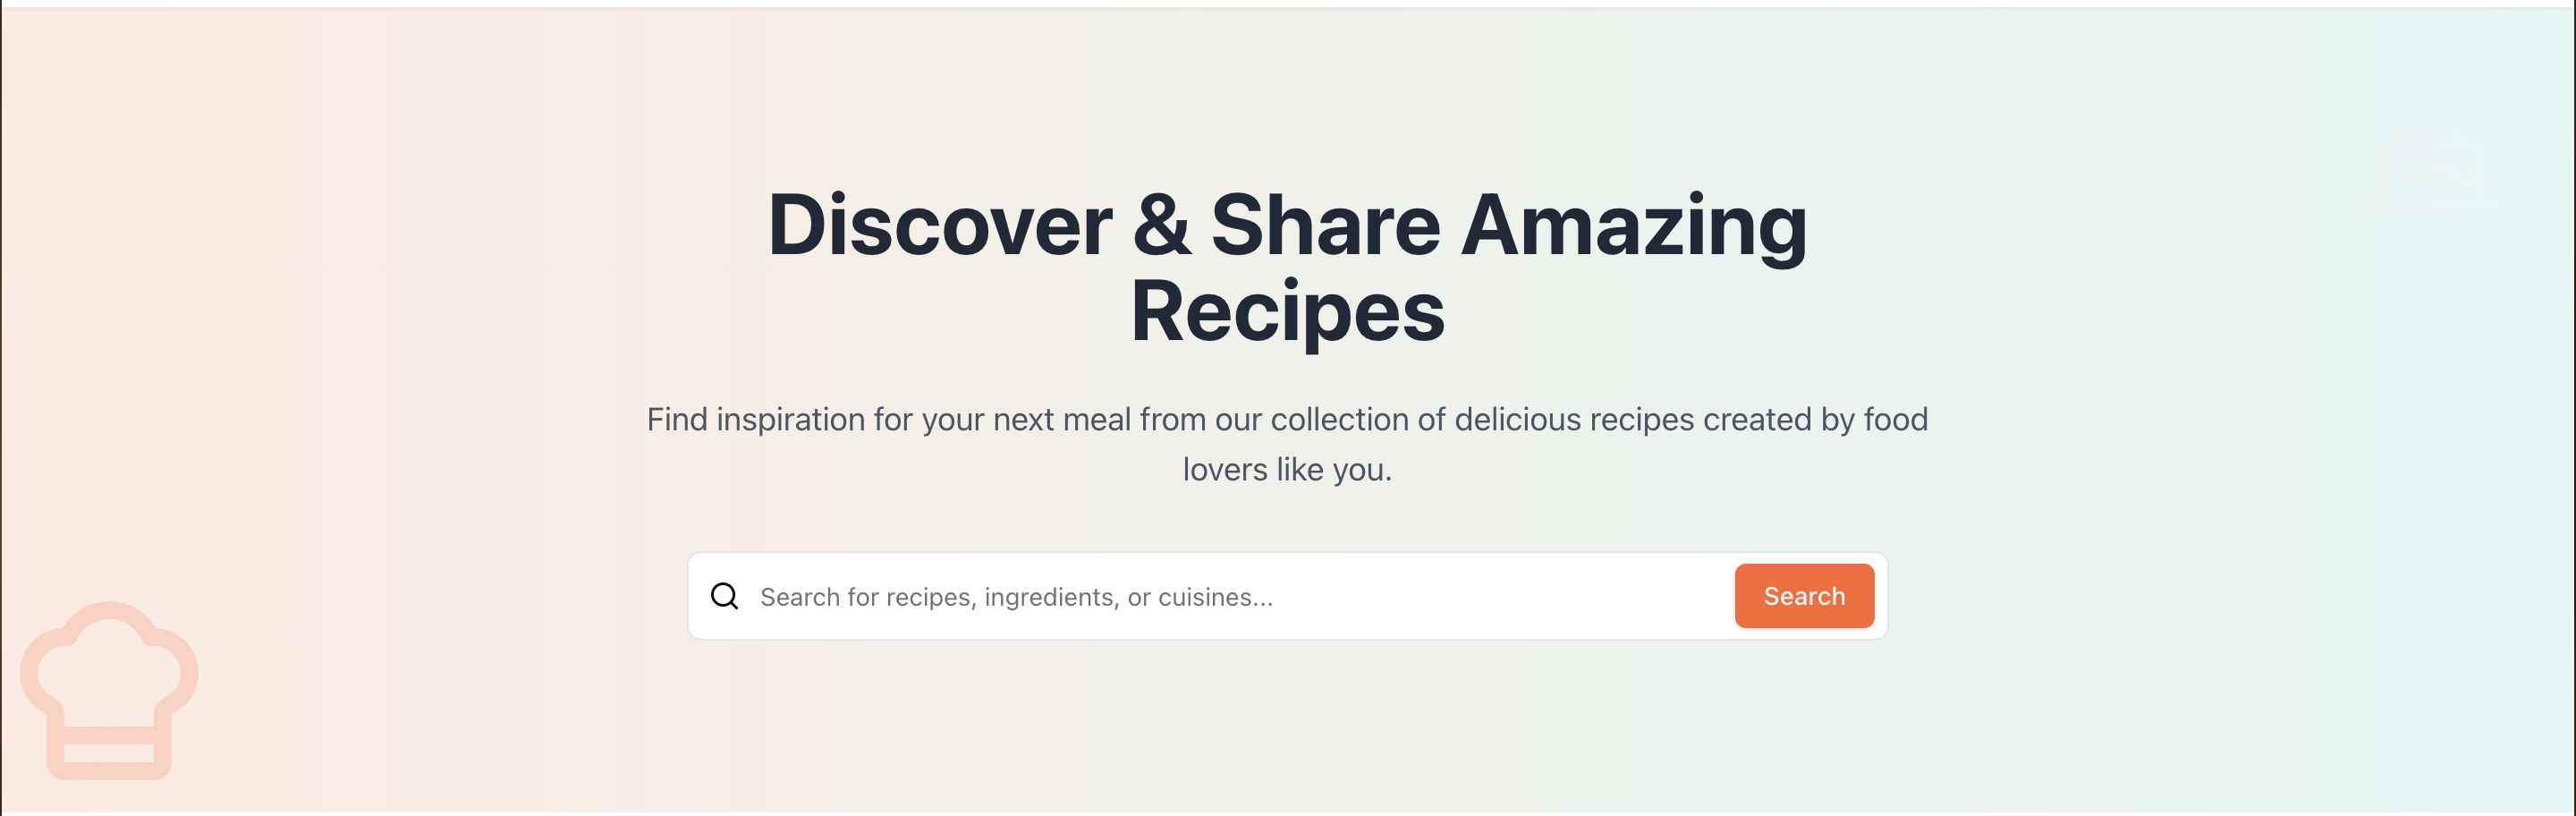 Discover & Share Amazing
Recipes
Find inspiration for your next meal from our collection of delicious recipes created by food
lovers like you.
Search for recipes, ingredients, or cuisines...
Search